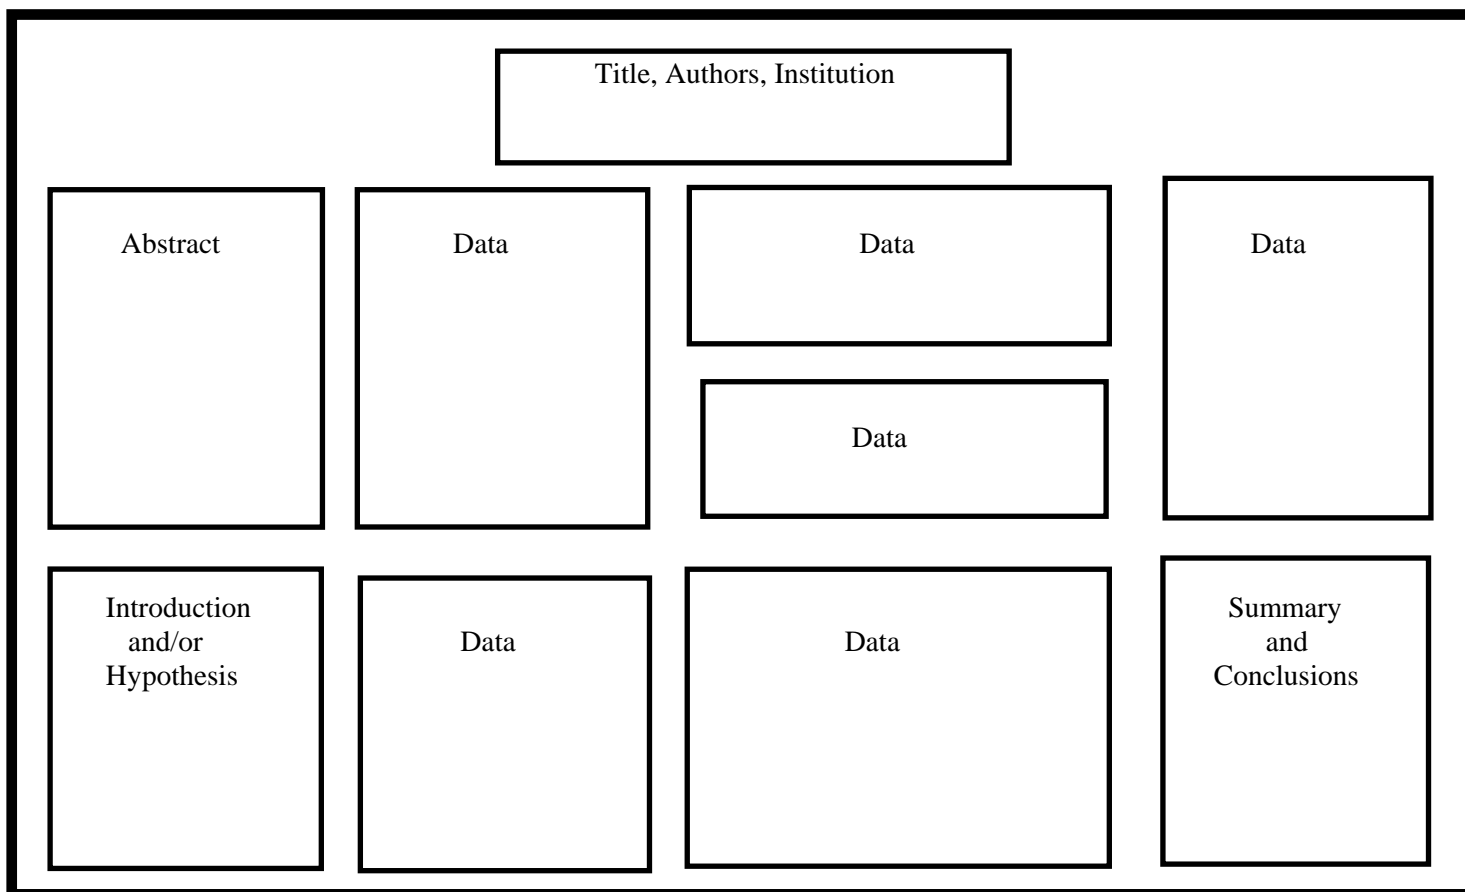 Title, Authors, Institution
Abstract
Data
Data
Data
Data
Introduction
and/or
Hypothesis
Data
Data
Summary
and
Conclusions